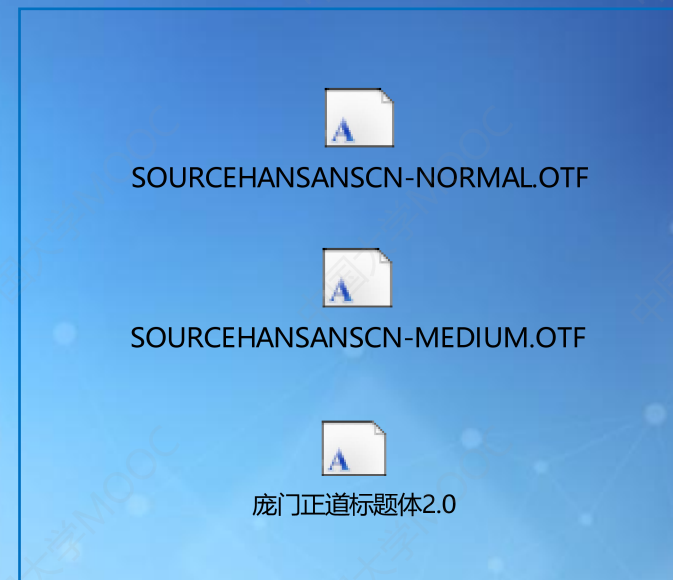 SOURCEHANSANSCN-NORMAL.OTF
SOURCEHANSANSCN-MEDIUM.OTF
庞门正道标题体2.0